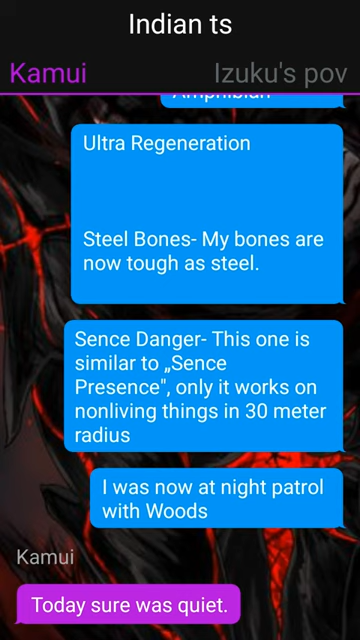 Indian ts
Kamui
Izuku's pov
Amphibian
Ultra Regeneration
Steel Bones- My bones are
now tough as steel.
Sence Danger- This one is
similar to „Sence
Presence", only it works on
nonliving things in 30 meter
radius
I was now at night patrol
with Woods
Kamui
Today sure was quiet.